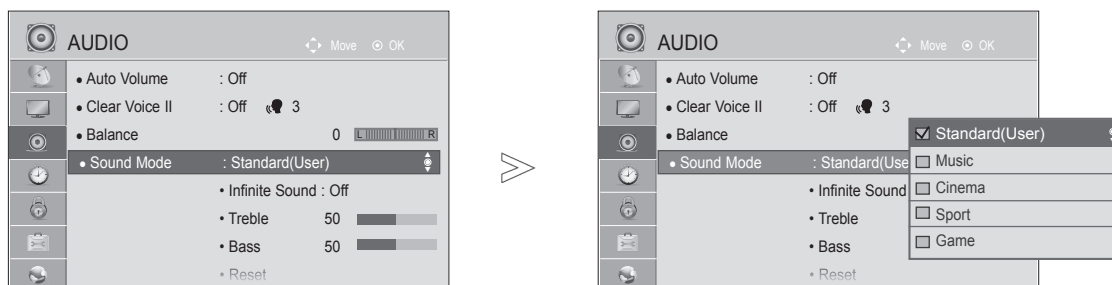 AUDIO
Move OK
• Auto Volume : Off
• Clear Voice II : Off 3
• Balance 0 L R
• Sound Mode : Standard(User)
• Infinite Sound : Off
• Treble 50
• Bass 50
• Reset
AUDIO
Move OK
• Auto Volume : Off
• Clear Voice II : Off 3
• Balance
• Sound Mode : Standard(Use
• Infinite Sound
• Treble
• Bass
• Reset
Standard(User)
Music
Cinema
Sport
Game